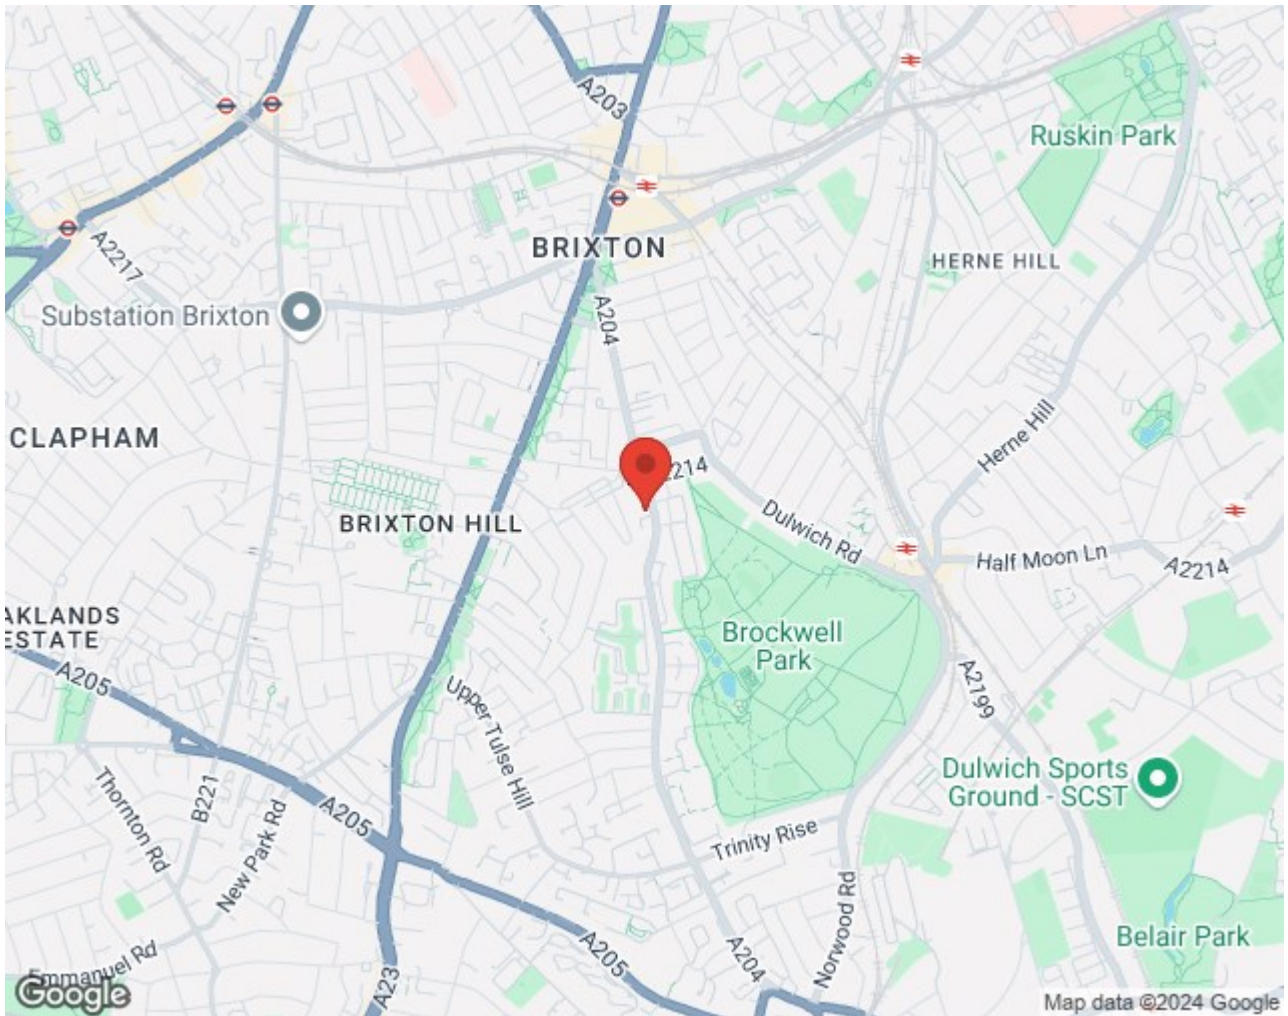 A203
Ruskin Park
BRIXTON
HERNE HILL
A2217
Substation Brixton
A204
CLAPHAM
Herne Hill
2214
Dulwich Rd
BRIXTON HILL
Half Moon Ln
A2214
AKLANDS
ESTATE
Brockwell
Park
A205
A2199
Upper Tulse Hill
Dulwich Sports
Ground - SCST
Thornton Rd
B221
New Park Rd
A205
Trinity Rise
Norwood Rd
Belair Park
A205
A204
Emmanuel Rd
A23
Google
Map data ©2024 Google